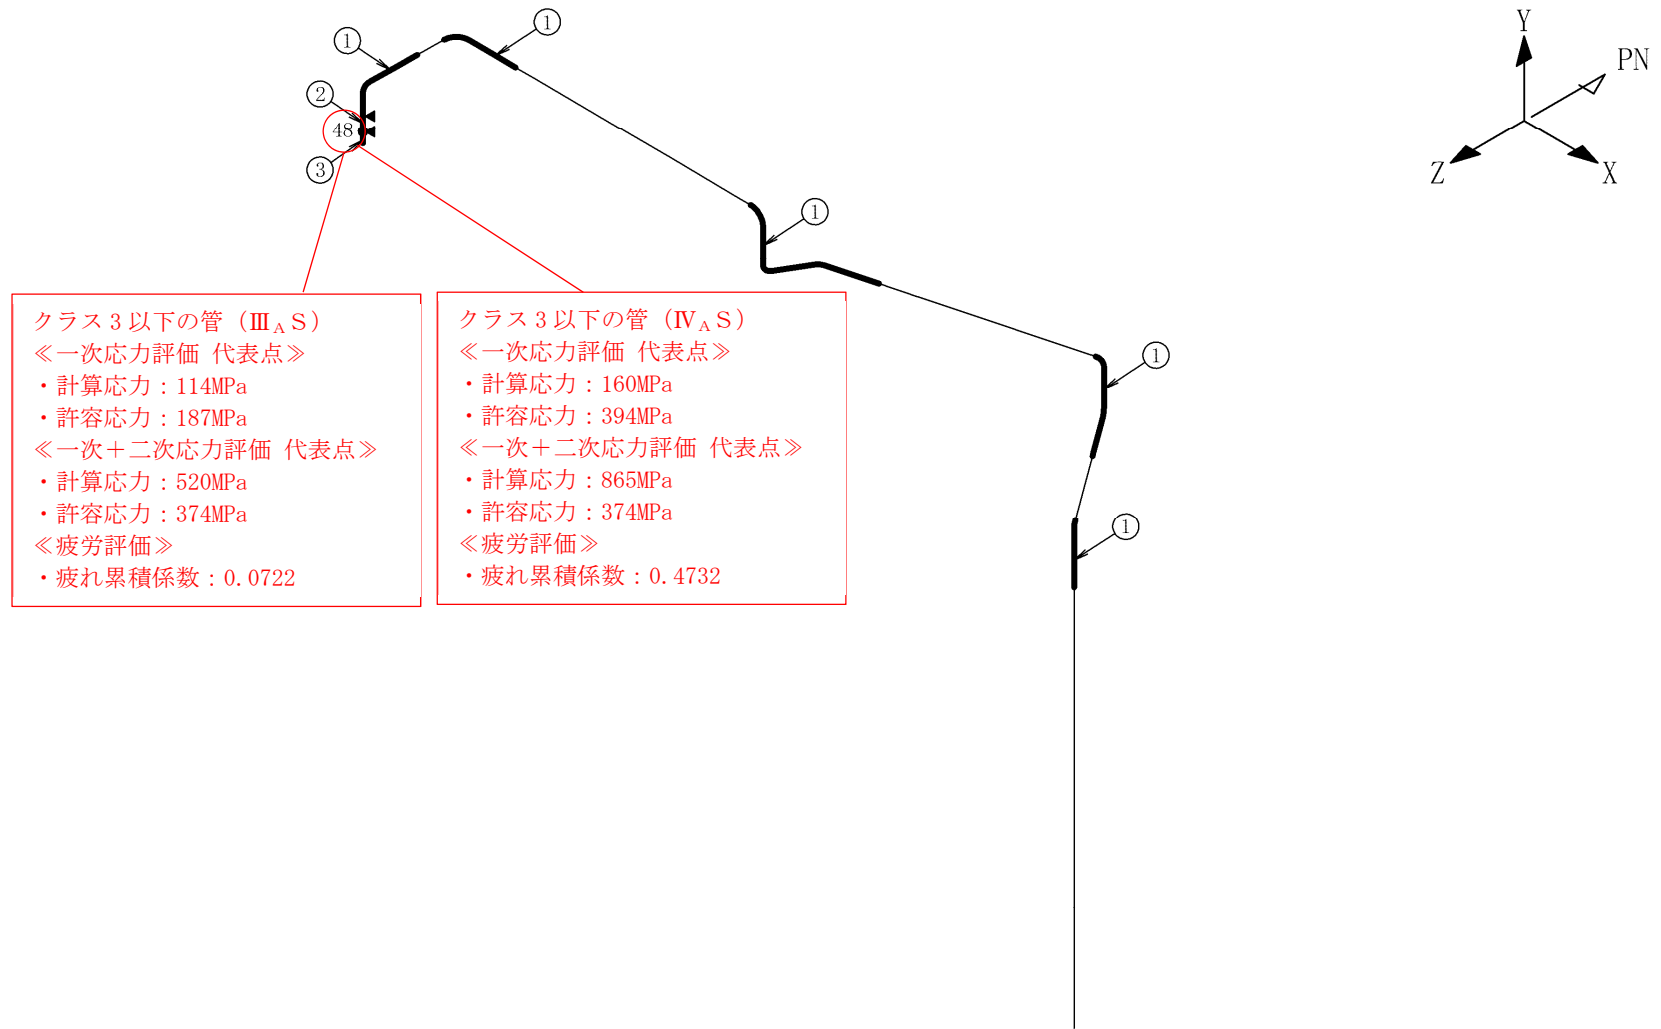 ①
①
②
48
③
①
①
①
Y
PN
Z
X
クラス3以下の管（ⅢAS）
≪一次応力評価 代表点≫
・計算応力：114MPa
・許容応力：187MPa
≪一次＋二次応力評価 代表点≫
・計算応力：520MPa
・許容応力：374MPa
≪疲労評価≫
・疲れ累積係数：0.0722
クラス3以下の管（ⅣAS）
≪一次応力評価 代表点≫
・計算応力：160MPa
・許容応力：394MPa
≪一次＋二次応力評価 代表点≫
・計算応力：865MPa
・許容応力：374MPa
≪疲労評価≫
・疲れ累積係数：0.4732